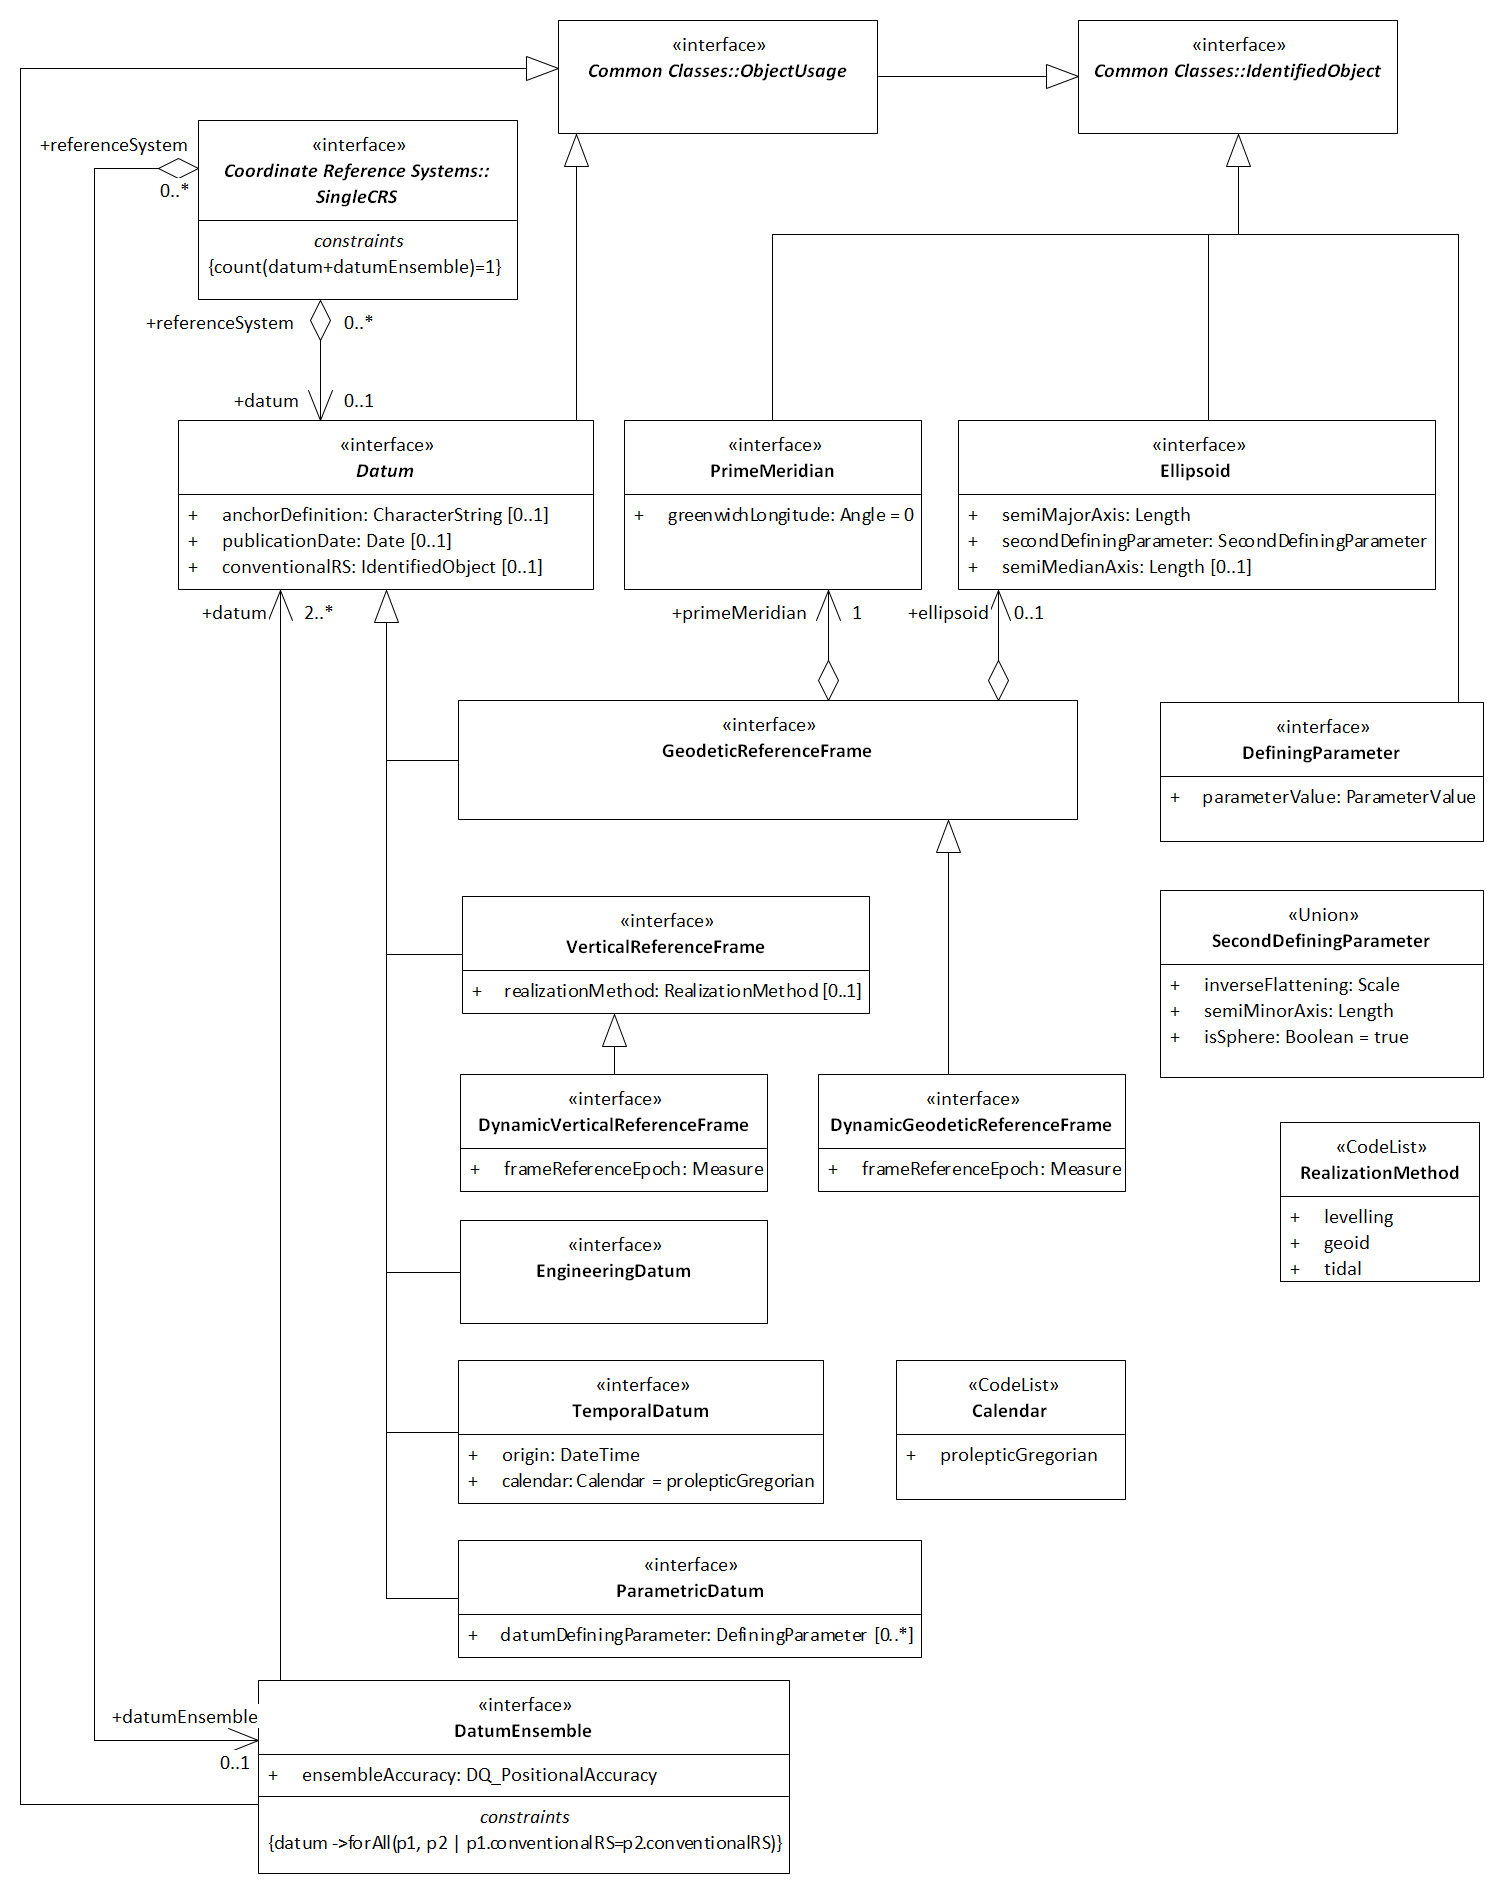 «interface»
Common Classes::ObjectUsage
«interface»
Common Classes::IdentifiedObject
+referenceSystem
0..*
«interface»
Coordinate Reference Systems::
SingleCRS
constraints
{count(datum+datumEnsemble)=1}
+referenceSystem
0..*
+datum
0..1
«interface»
Datum
+ anchorDefinition: CharacterString [0..1]
+ publicationDate: Date [0..1]
+ conventionalRS: IdentifiedObject [0..1]
«interface»
PrimeMeridian
+ greenwichLongitude: Angle = 0
«interface»
Ellipsoid
+ semiMajorAxis: Length
+ secondDefiningParameter: SecondDefiningParameter
+ semiMedianAxis: Length [0..1]
+datum
2..*
+primeMeridian
1
+ellipsoid
0..1
«interface»
GeodeticReferenceFrame
«interface»
DefiningParameter
+ parameterValue: ParameterValue
«interface»
VerticalReferenceFrame
+ realizationMethod: RealizationMethod [0..1]
«Union»
SecondDefiningParameter
+ inverseFlattening: Scale
+ semiMinorAxis: Length
+ isSphere: Boolean = true
«interface»
DynamicVerticalReferenceFrame
+ frameReferenceEpoch: Measure
«interface»
DynamicGeodeticReferenceFrame
+ frameReferenceEpoch: Measure
«CodeList»
RealizationMethod
+ levelling
+ geoid
+ tidal
«interface»
EngineeringDatum
«interface»
TemporalDatum
+ origin: DateTime
+ calendar: Calendar = prolepticGregorian
«CodeList»
Calendar
+ prolepticGregorian
«interface»
ParametricDatum
+ datumDefiningParameter: DefiningParameter [0..*]
+datumEnsemble
0..1
«interface»
DatumEnsemble
+ ensembleAccuracy: DQ_PositionalAccuracy
constraints
{datum ->forAll(p1, p2 | p1.conventionalRS=p2.conventionalRS)}